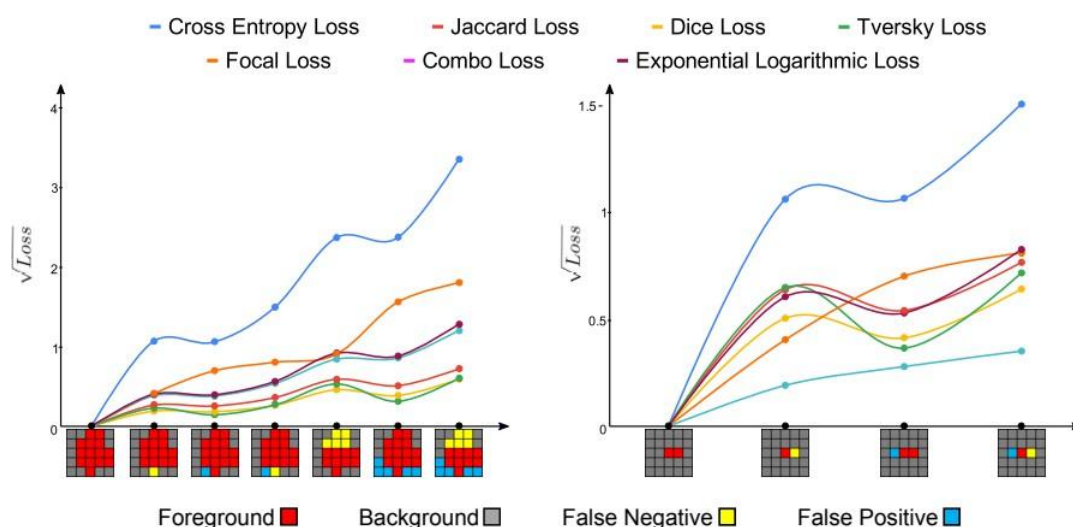 Cross Entropy Loss Jaccard Loss Dice Loss Tversky Loss
Focal Loss Combo Loss Exponential Logarithmic Loss
4
3
2
1
0
√Loss
1.5
1
0.5
0
√Loss
Foreground Background False Negative False Positive